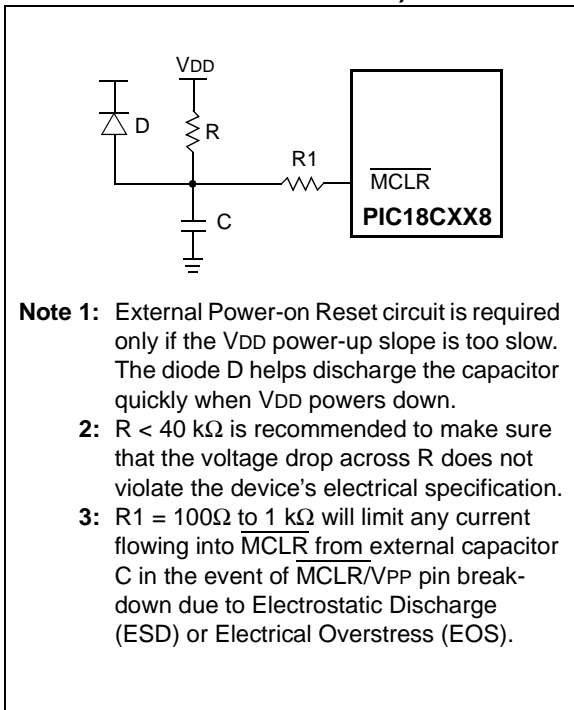 VDD
D
R
R1
MCLR
PIC18CXX8
C
Note 1: External Power-on Reset circuit is required
only if the VDD power-up slope is too slow.
The diode D helps discharge the capacitor
quickly when VDD powers down.
2: R < 40 kΩ is recommended to make sure
that the voltage drop across R does not
violate the device's electrical specification.
3: R1 = 100Ω to 1 kΩ will limit any current
flowing into MCLR from external capacitor
C in the event of MCLR/VPP pin break-
down due to Electrostatic Discharge
(ESD) or Electrical Overstress (EOS).